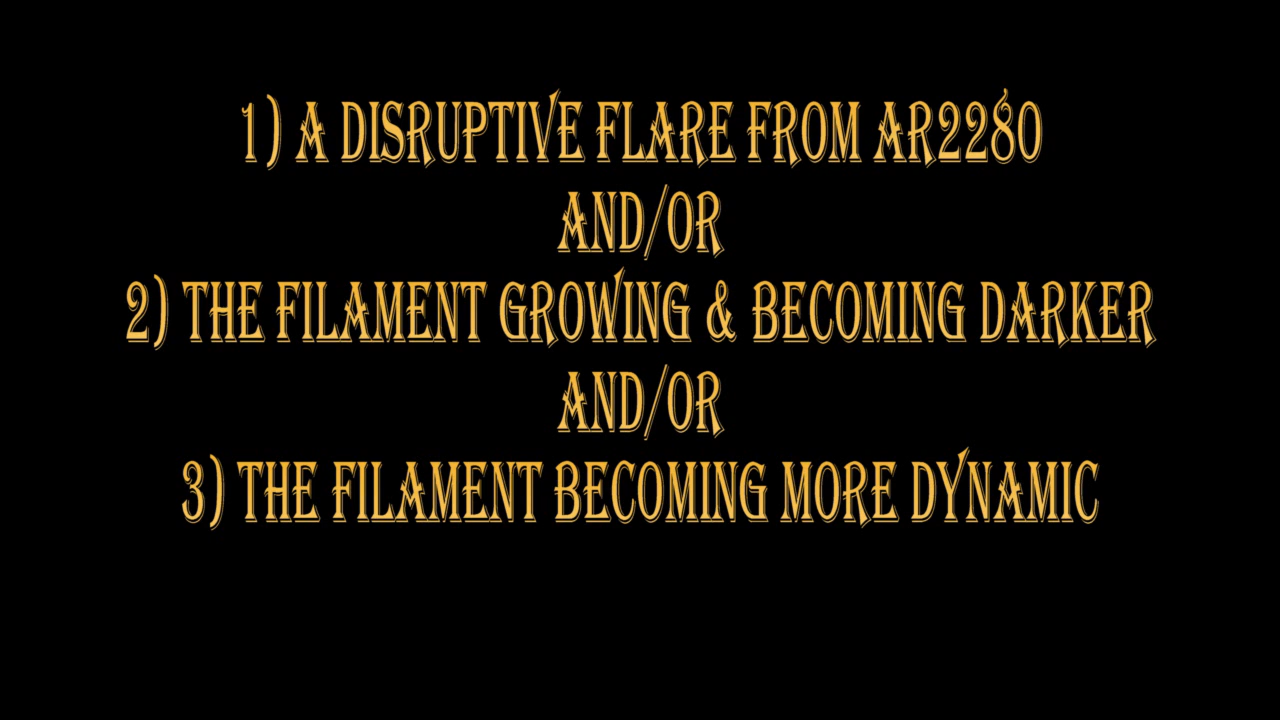 1) A DISRUPTIVE FLARE FROM AR2280
AND/OR
2) THE FILAMENT GROWING & BECOMING DARKER
AND/OR
3) THE FILAMENT BECOMING MORE DYNAMIC